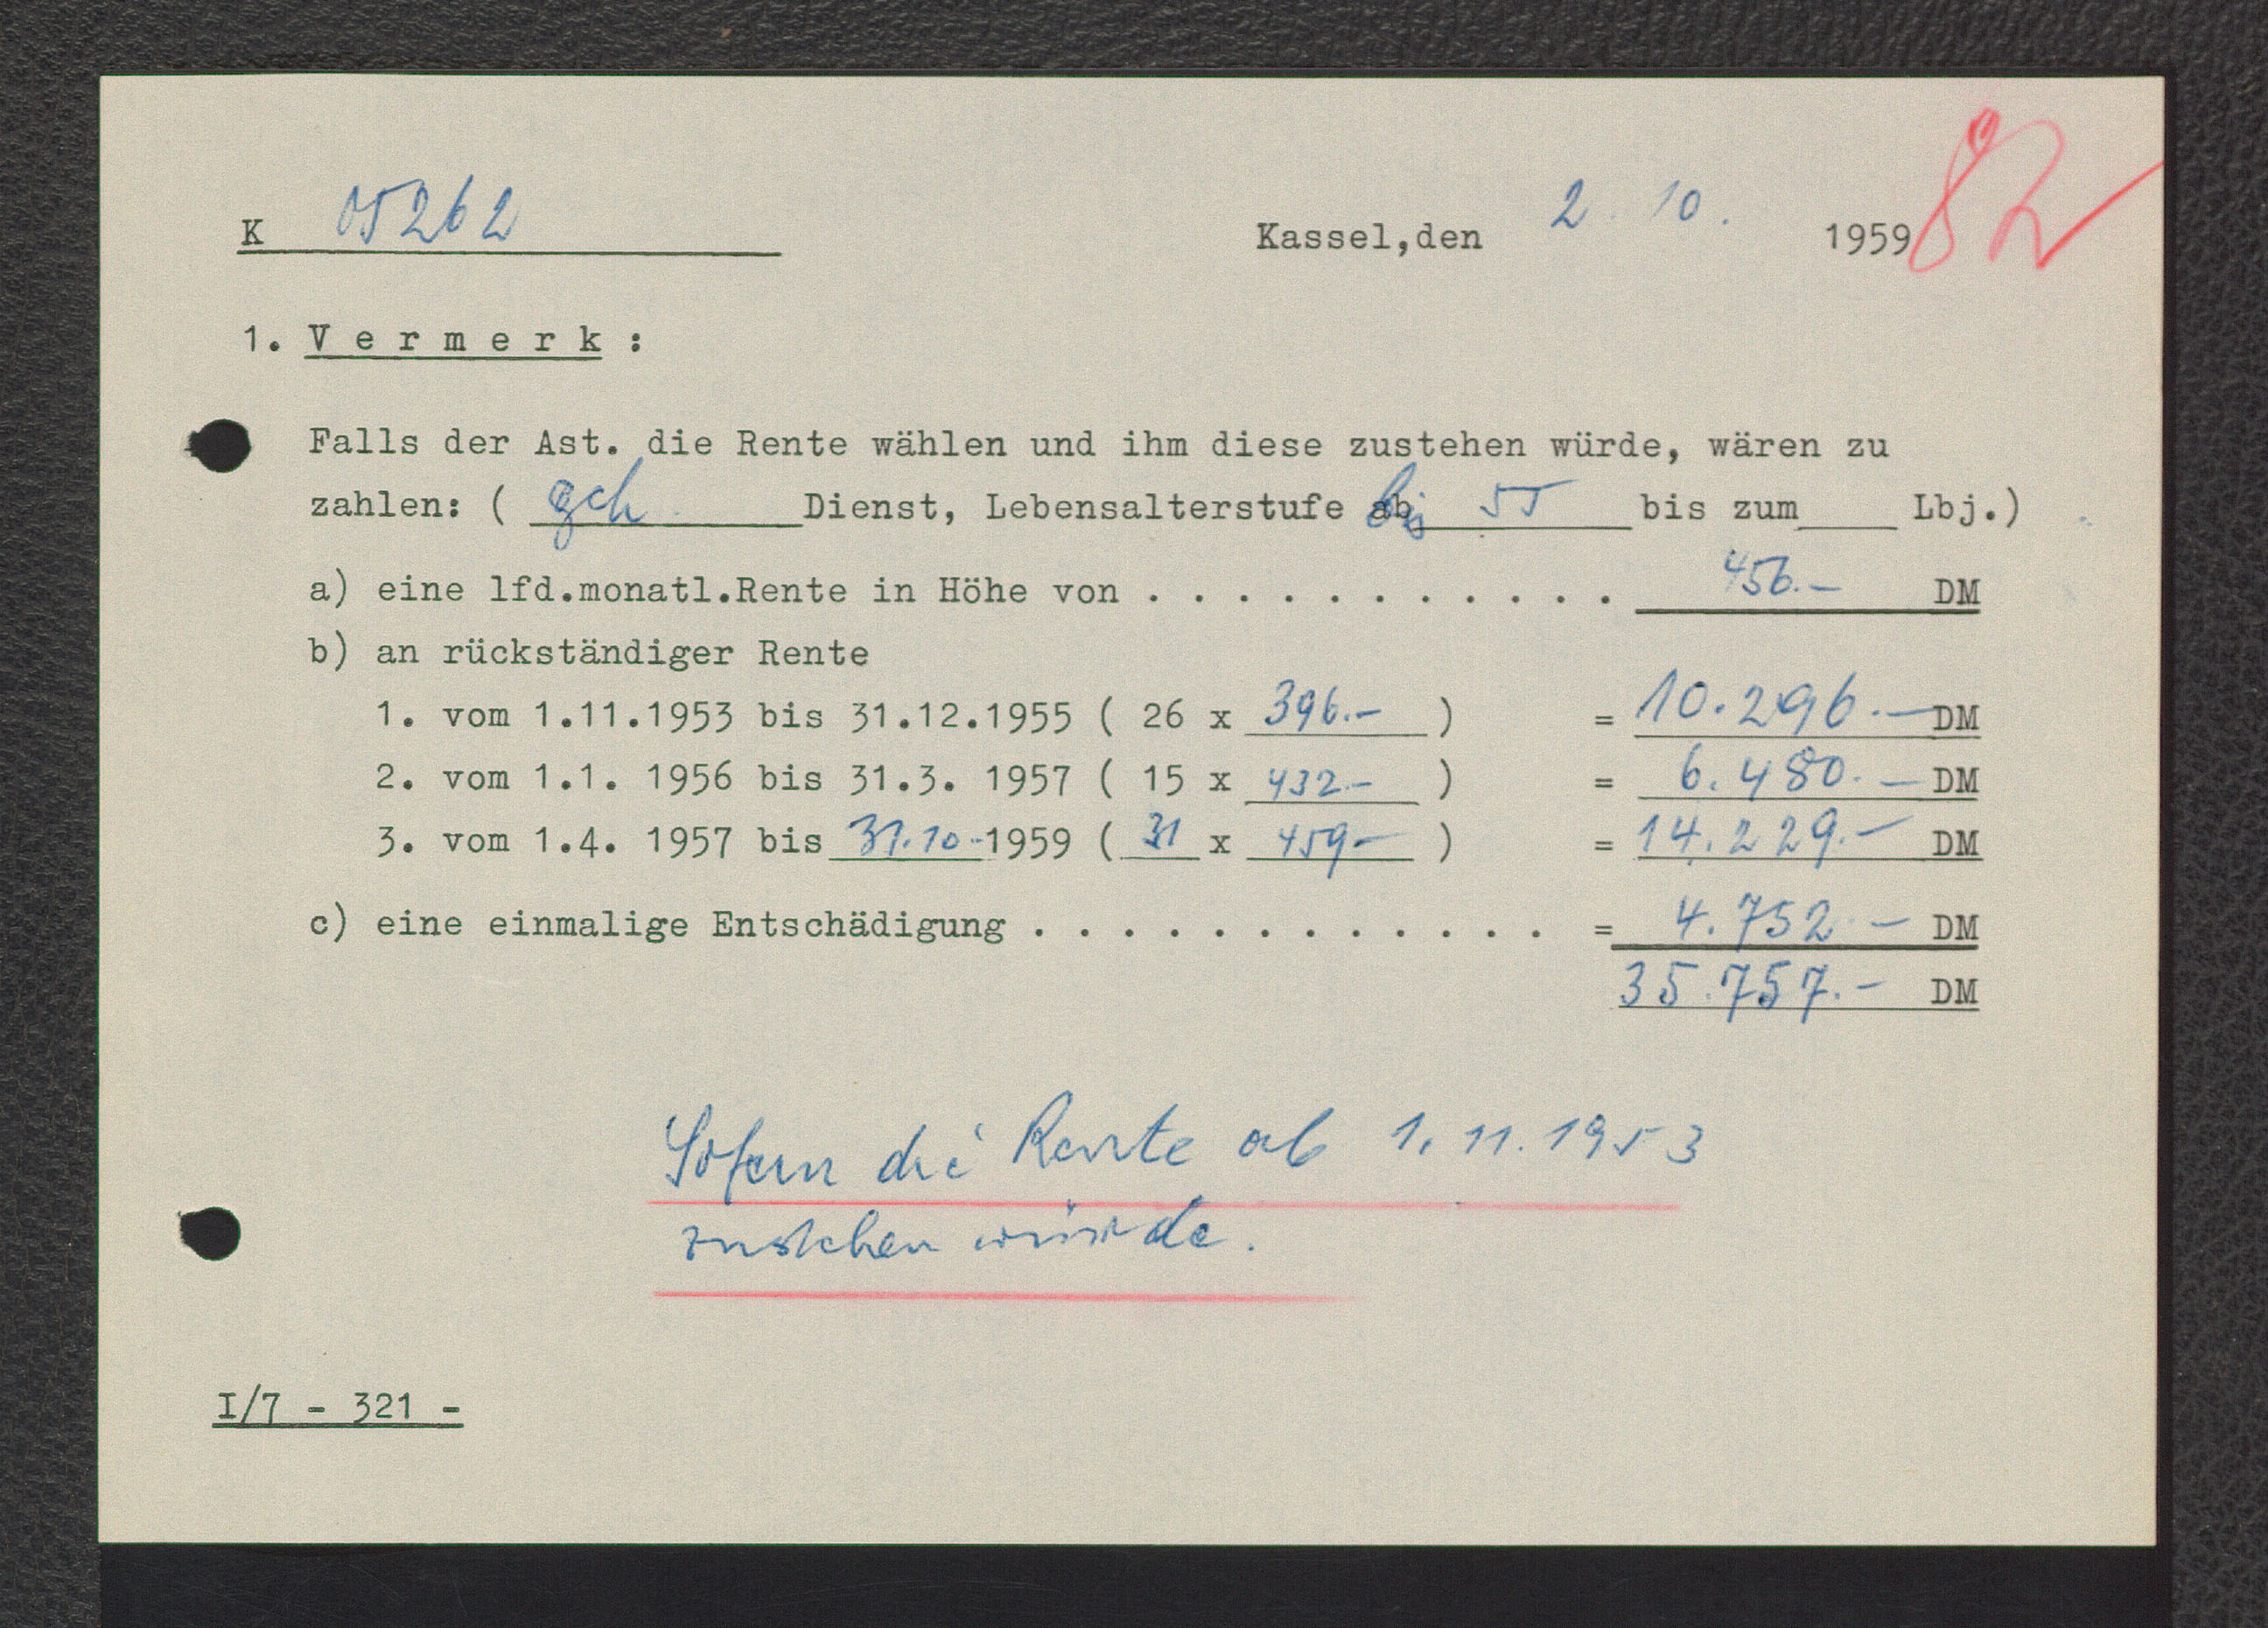 82
K 05262 Kassel,den 2. 10. 1959
1. Vermerk:
Falls der Ast. die Rente wählen und ihm diese zustehen würde, wären zu
zahlen: ( geh. Dienst, Lebensalterstufe bis 55 bis zum____ Lbj.)
a) eine lfd.monatl.Rente in Höhe von . . . . . . . . . . . 456.- DM
b) an rückständiger Rente
1. vom 1.11.1953 bis 31.12.1955 ( 26 x 396.- ) = 10.296.- DM
2. vom 1.1. 1956 bis 31.3. 1957 ( 15 x 432.- ) = 6.480.- DM
3. vom 1.4. 1957 bis 31.10.1959 ( 31 x 459.- ) = 14.229.- DM
c) eine einmalige Entschädigung . . . . . . . . . . . . = 4.752.- DM
35.757.- DM
Sofern die Rente ab 1.11.1953
zustehen würde.
I/7 - 321 -